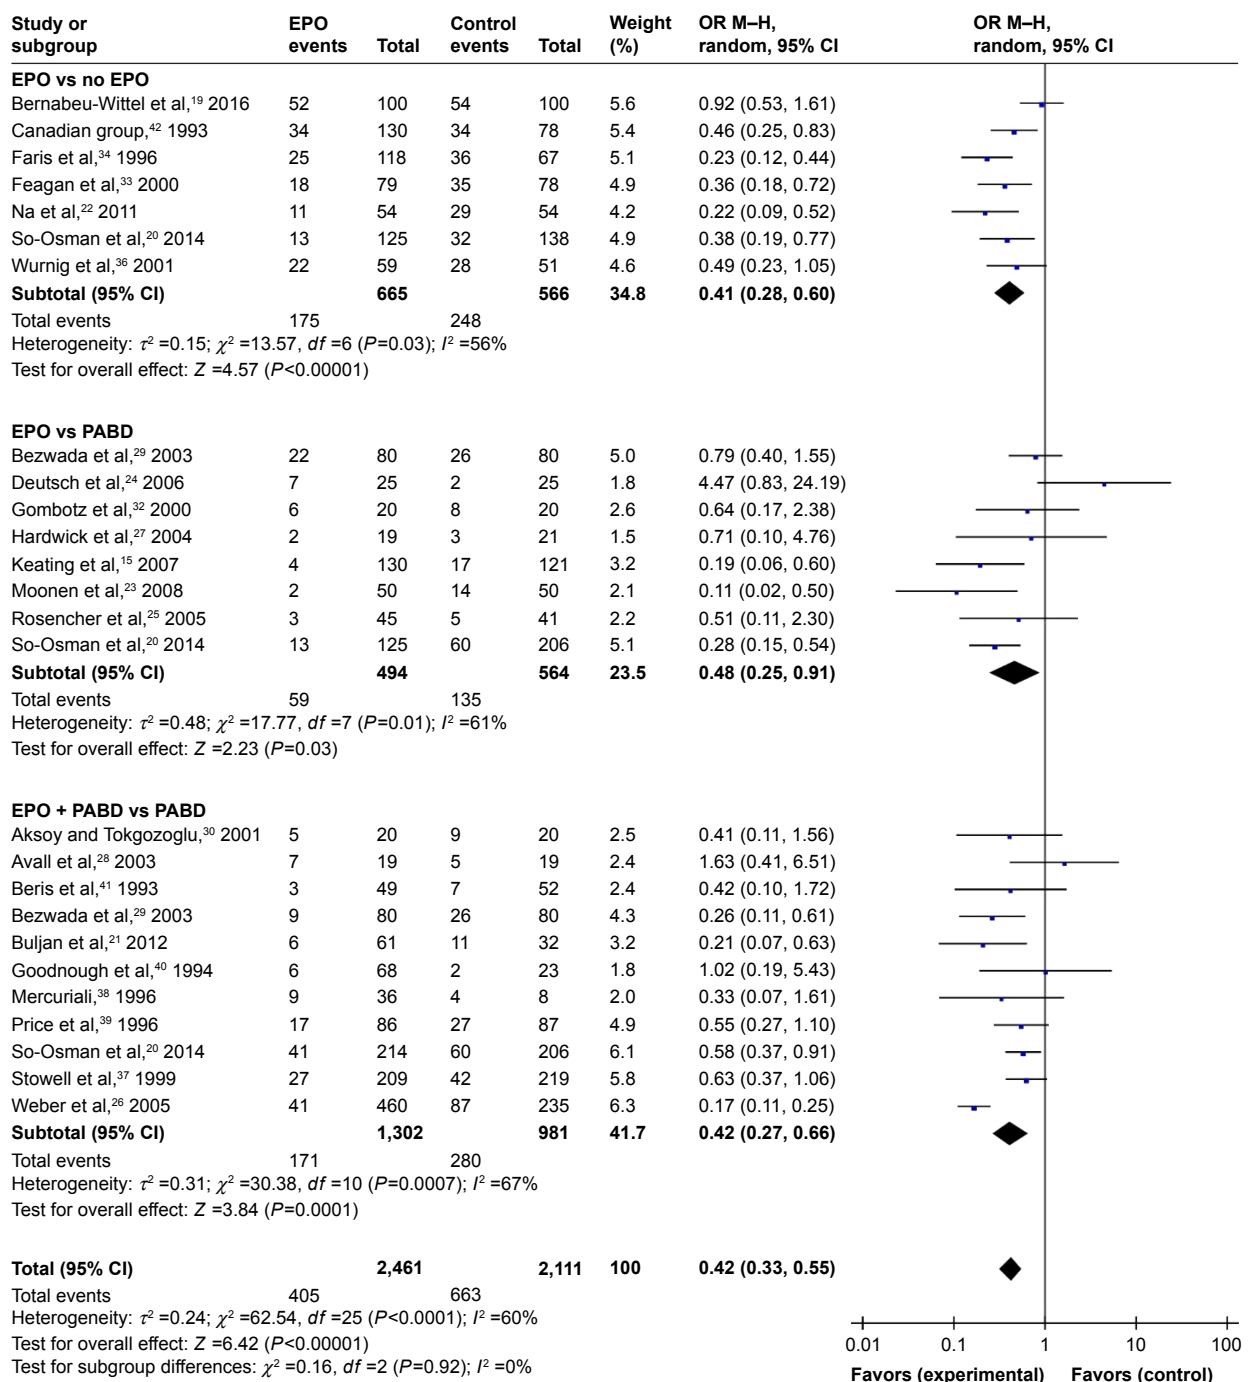 Study or subgroup EPO events Total Control events Total Weight (%) OR M–H, random, 95% CI OR M–H, random, 95% CI
EPO vs no EPO
Bernabeu-Wittel et al,19 2016 52 100 54 100 5.6 0.92 (0.53, 1.61)
Canadian group,42 1993 34 130 34 78 5.4 0.46 (0.25, 0.83)
Faris et al,34 1996 25 118 36 67 5.1 0.23 (0.12, 0.44)
Feagan et al,33 2000 18 79 35 78 4.9 0.36 (0.18, 0.72)
Na et al,22 2011 11 54 29 54 4.2 0.22 (0.09, 0.52)
So-Osman et al,20 2014 13 125 32 138 4.9 0.38 (0.19, 0.77)
Wurnig et al,36 2001 22 59 28 51 4.6 0.49 (0.23, 1.05)
Subtotal (95% CI) 665 566 34.8 0.41 (0.28, 0.60)
Total events 175 248
Heterogeneity: τ² =0.15; χ² =13.57, df =6 (P=0.03); I² =56%
Test for overall effect: Z =4.57 (P<0.00001)
EPO vs PABD
Bezwada et al,29 2003 22 80 26 80 5.0 0.79 (0.40, 1.55)
Deutsch et al,24 2006 7 25 2 25 1.8 4.47 (0.83, 24.19)
Gombotz et al,32 2000 6 20 8 20 2.6 0.64 (0.17, 2.38)
Hardwick et al,27 2004 2 19 3 21 1.5 0.71 (0.10, 4.76)
Keating et al,15 2007 4 130 17 121 3.2 0.19 (0.06, 0.60)
Moonen et al,23 2008 2 50 14 50 2.1 0.11 (0.02, 0.50)
Rosencher et al,25 2005 3 45 5 41 2.2 0.51 (0.11, 2.30)
So-Osman et al,20 2014 13 125 60 206 5.1 0.28 (0.15, 0.54)
Subtotal (95% CI) 494 564 23.5 0.48 (0.25, 0.91)
Total events 59 135
Heterogeneity: τ² =0.48; χ² =17.77, df =7 (P=0.01); I² =61%
Test for overall effect: Z =2.23 (P=0.03)
EPO + PABD vs PABD
Aksoy and Tokgozoglu,30 2001 5 20 9 20 2.5 0.41 (0.11, 1.56)
Avall et al,28 2003 7 19 5 19 2.4 1.63 (0.41, 6.51)
Beris et al,41 1993 3 49 7 52 2.4 0.42 (0.10, 1.72)
Bezwada et al,29 2003 9 80 26 80 4.3 0.26 (0.11, 0.61)
Buljan et al,21 2012 6 61 11 32 3.2 0.21 (0.07, 0.63)
Goodnough et al,40 1994 6 68 2 23 1.8 1.02 (0.19, 5.43)
Mercuriali,38 1996 9 36 4 8 2.0 0.33 (0.07, 1.61)
Price et al,39 1996 17 86 27 87 4.9 0.55 (0.27, 1.10)
So-Osman et al,20 2014 41 214 60 206 6.1 0.58 (0.37, 0.91)
Stowell et al,37 1999 27 209 42 219 5.8 0.63 (0.37, 1.06)
Weber et al,26 2005 41 460 87 235 6.3 0.17 (0.11, 0.25)
Subtotal (95% CI) 1,302 981 41.7 0.42 (0.27, 0.66)
Total events 171 280
Heterogeneity: τ² =0.31; χ² =30.38, df =10 (P=0.0007); I² =67%
Test for overall effect: Z =3.84 (P=0.0001)
Total (95% CI) 2,461 2,111 100 0.42 (0.33, 0.55)
Total events 405 663
Heterogeneity: τ² =0.24; χ² =62.54, df =25 (P<0.0001); I² =60%
Test for overall effect: Z =6.42 (P<0.00001)
Test for subgroup differences: χ² =0.16, df =2 (P=0.92); I² =0%
0.01 0.1 1 10 100
Favors (experimental) Favors (control)